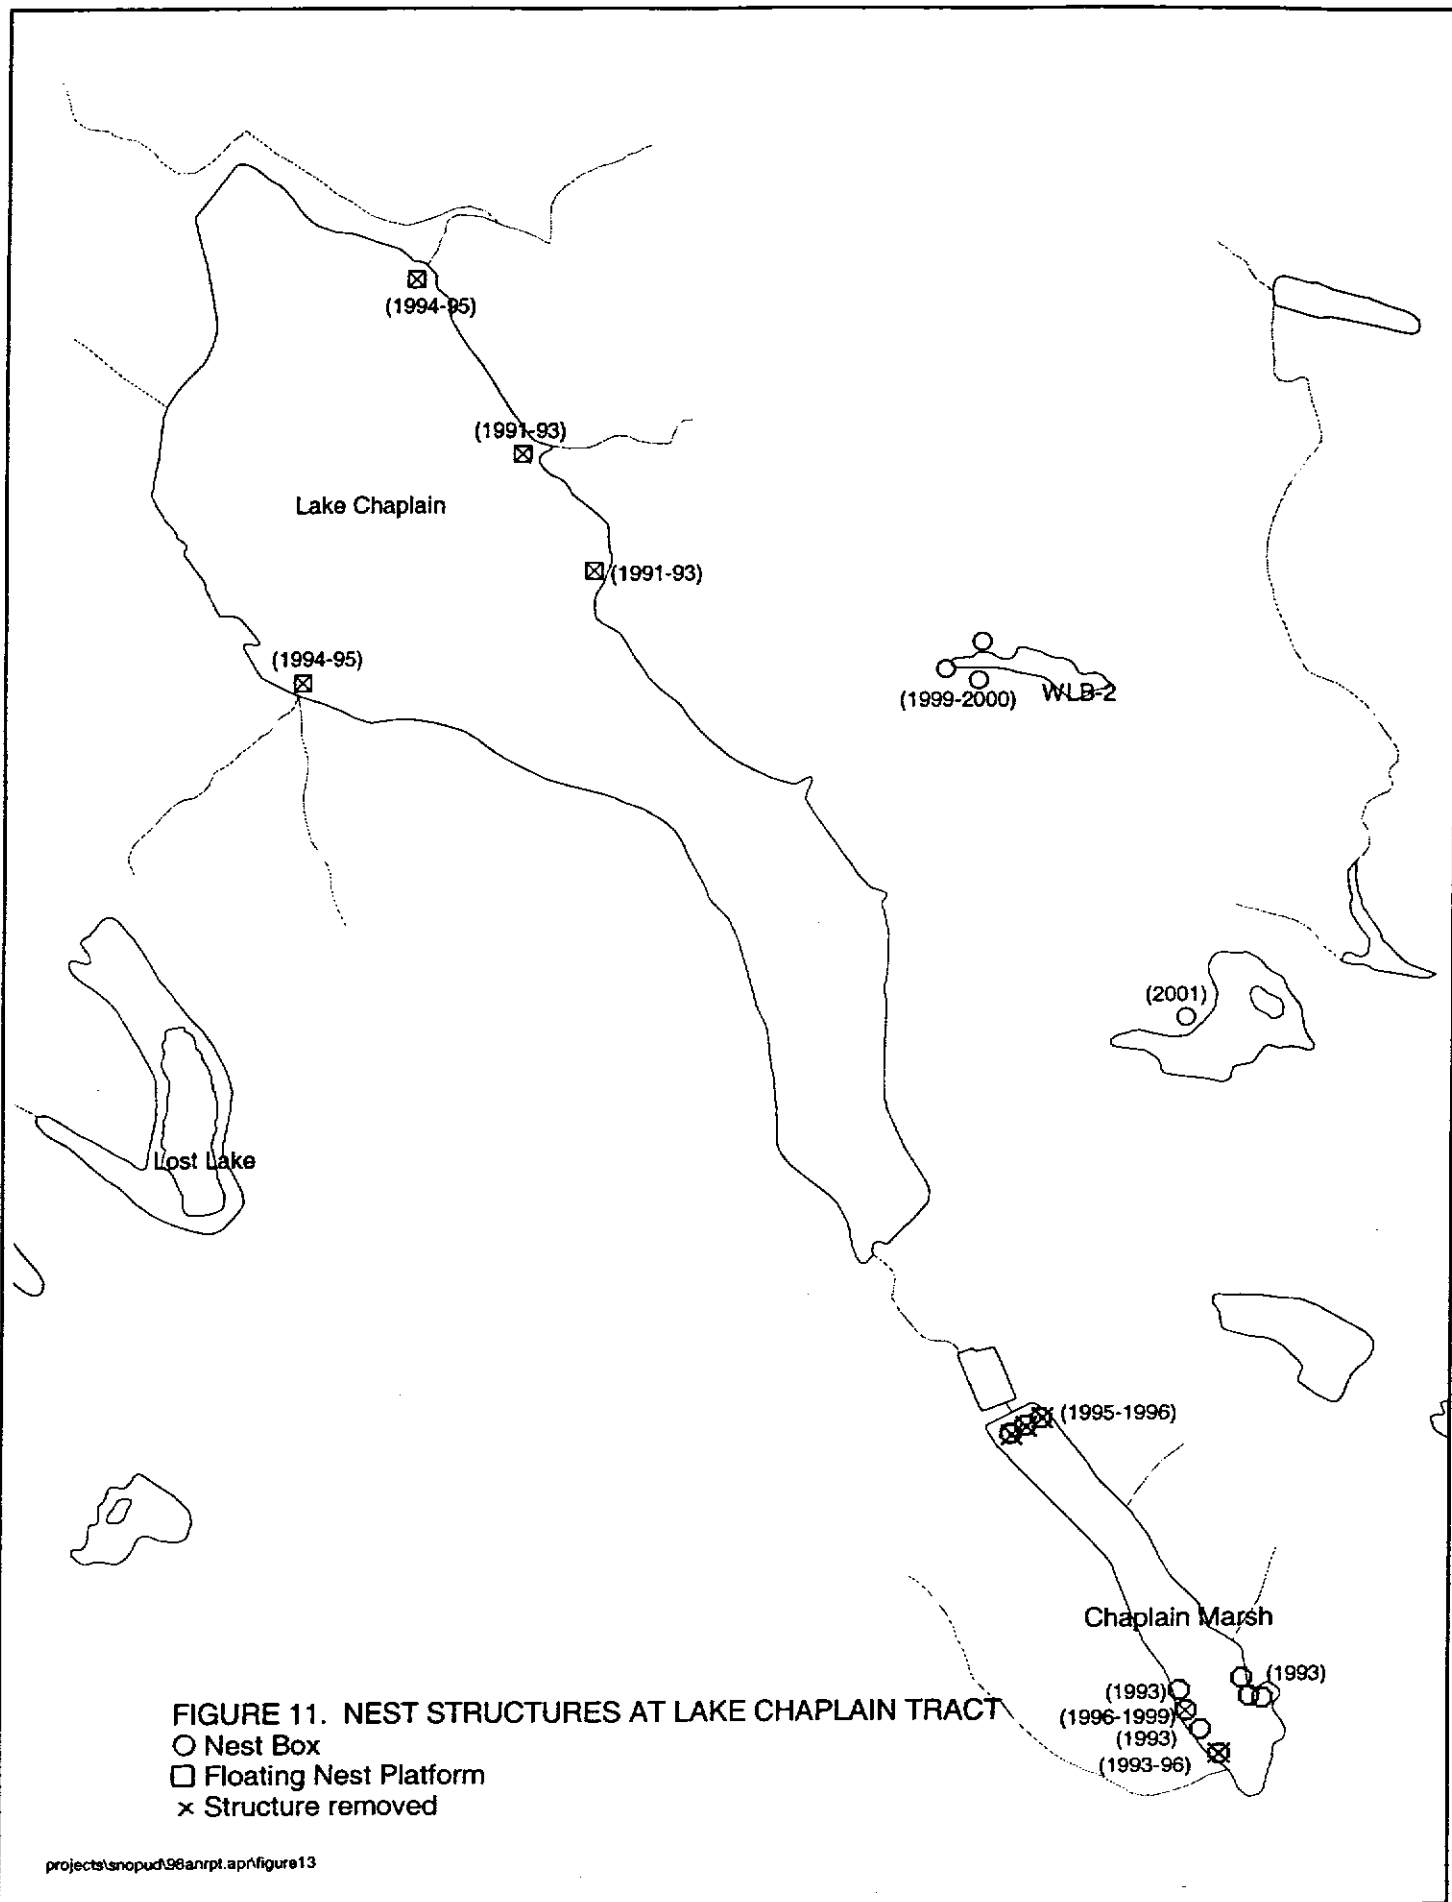 (1994-95)
(1991-93)
Lake Chaplain
(1991-93)
(1994-95)
(1999-2000) WLB-2
(2001)
Lost Lake
(1995-1996)
Chaplain Marsh
(1993)
(1993)
(1996-1999)
(1993)
(1993-96)
FIGURE 11. NEST STRUCTURES AT LAKE CHAPLAIN TRACT
Nest Box
Floating Nest Platform
x Structure removed
projects\snopud\98anrpt.apr\figure13